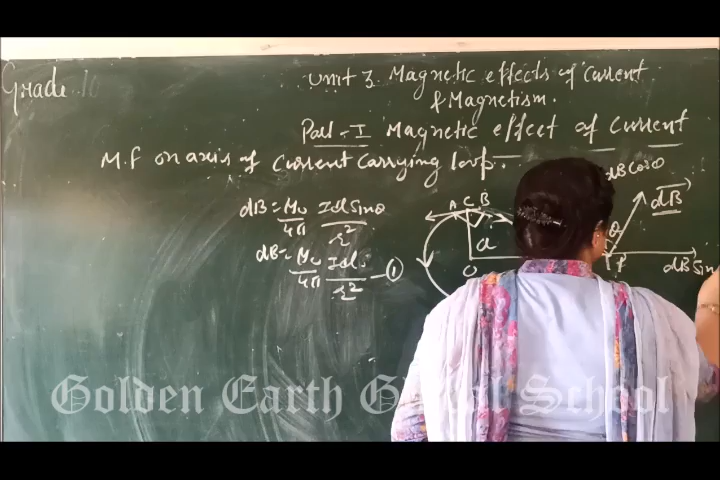 Grade 10
Unit 3. Magnetic effects of Current
& Magnetism.
Part-I Magnetic effect of Current
M.F on axis of Current Carrying loop.
dB = μ0/4π Idl Sinθ/r²
dB = μ0/4π Idl/r² — ①
A C B
a
O
dB Cosθ
dB
θ
P
dB Sin
Golden Earth Global School